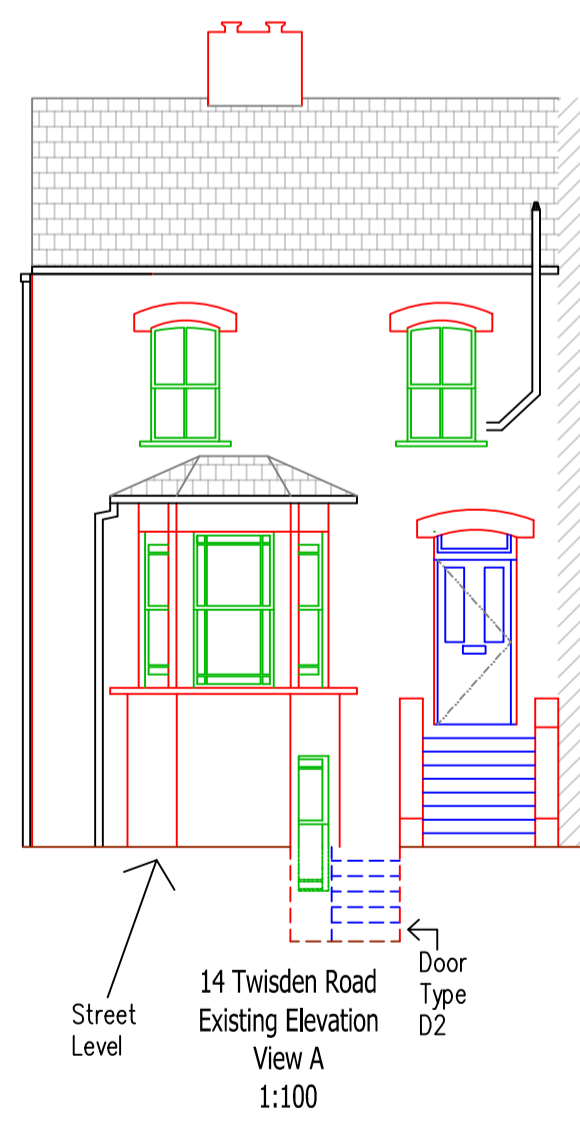 Street
Level
14 Twisden Road
Existing Elevation
View A
1:100
Door
Type
D2